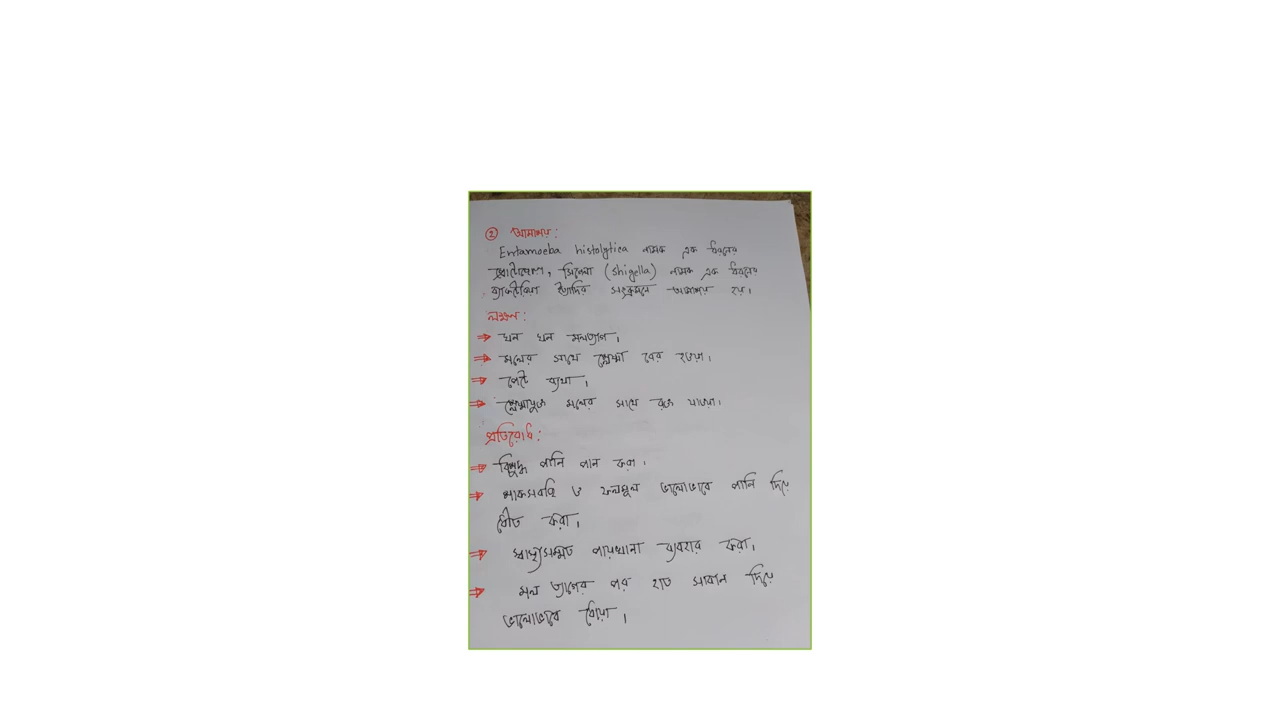 ② আমাশয়:
Entamoeba histolytica নামক এক ধরনের
প্রোটোজোয়া, সিগেলা (Shigella) নামক এক ধরনের
ব্যাকটেরিয়া ইত্যাদির সংক্রমনে আমাশয় হয়।
লক্ষণ:
⇒ ঘন ঘন মলত্যাগ।
⇒ মলের সাথে শ্লেষ্মা বের হওয়া।
⇒ পেটে ব্যথা।
⇒ শ্লেষ্মাযুক্ত মলের সাথে রক্ত যাওয়া।
প্রতিরোধ:
⇒ বিশুদ্ধ পানি পান করা।
⇒ শাকসবজি ও ফলমূল ভালোভাবে পানি দিয়ে
ধৌত করা।
⇒ স্বাস্থ্যসম্মত পায়খানা ব্যবহার করা।
⇒ মল ত্যাগের পর হাত সাবান দিয়ে
ভালোভাবে ধোঁয়া।